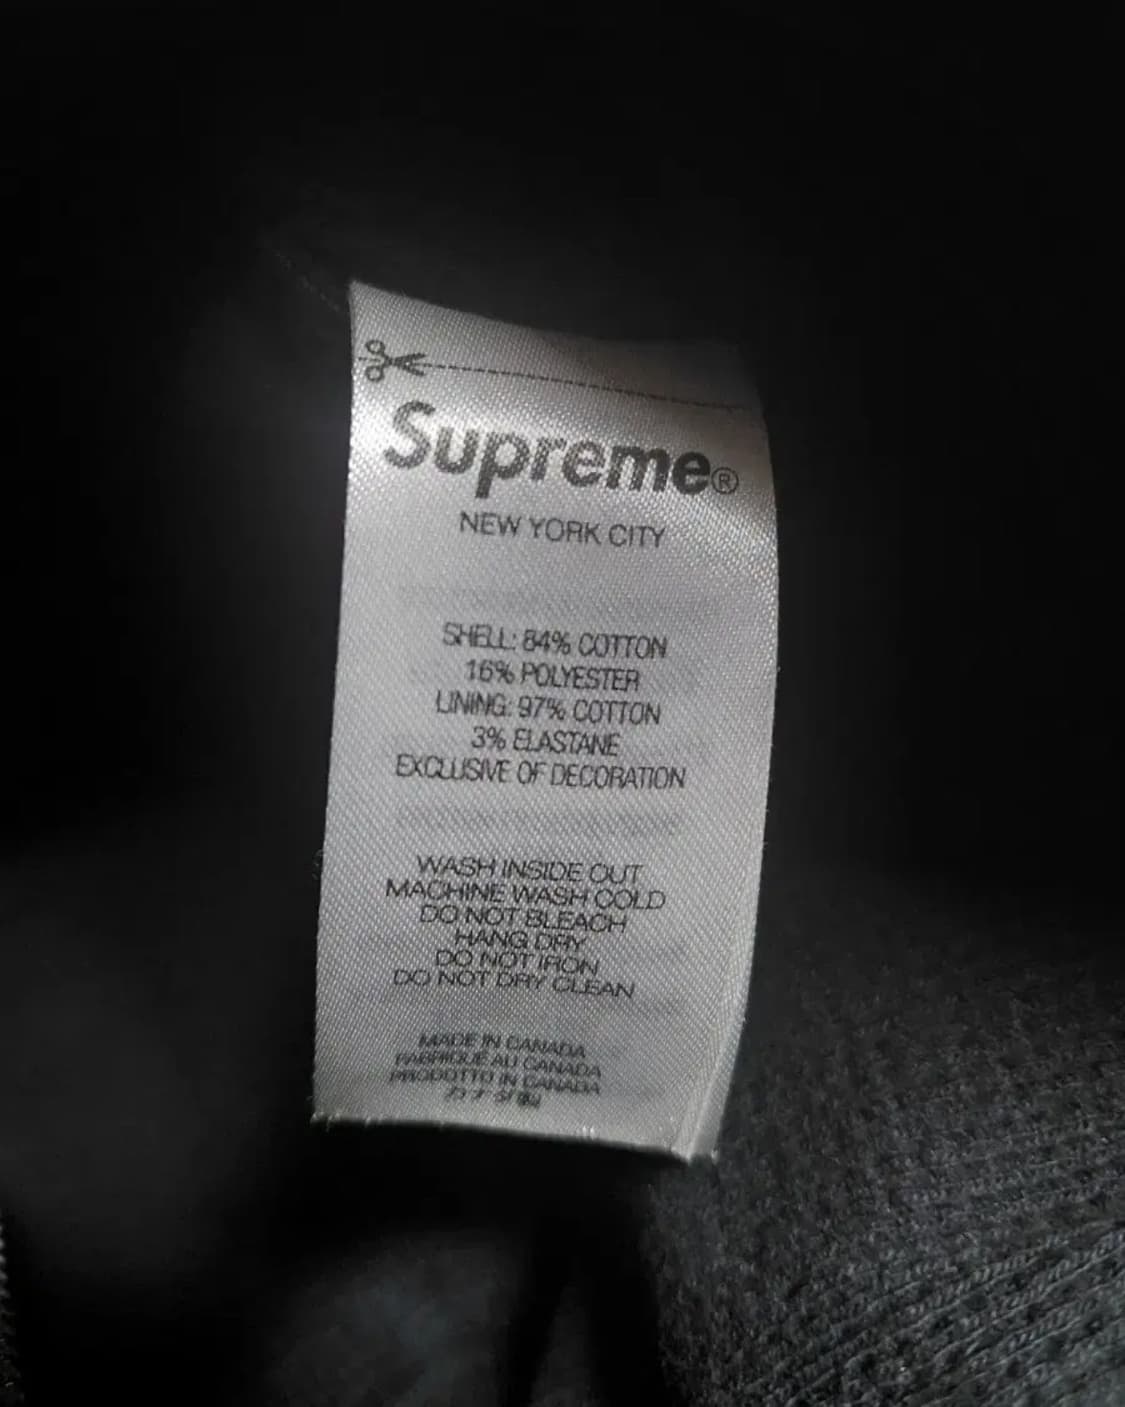 Supreme®
NEW YORK CITY
SHELL: 84% COTTON
16% POLYESTER
LINING: 97% COTTON
3% ELASTANE
EXCLUSIVE OF DECORATION
WASH INSIDE OUT
MACHINE WASH COLD
DO NOT BLEACH
HANG DRY
DO NOT IRON
DO NOT DRY CLEAN
MADE IN CANADA
FABRIQUÉ AU CANADA
PRODOTTO IN CANADA